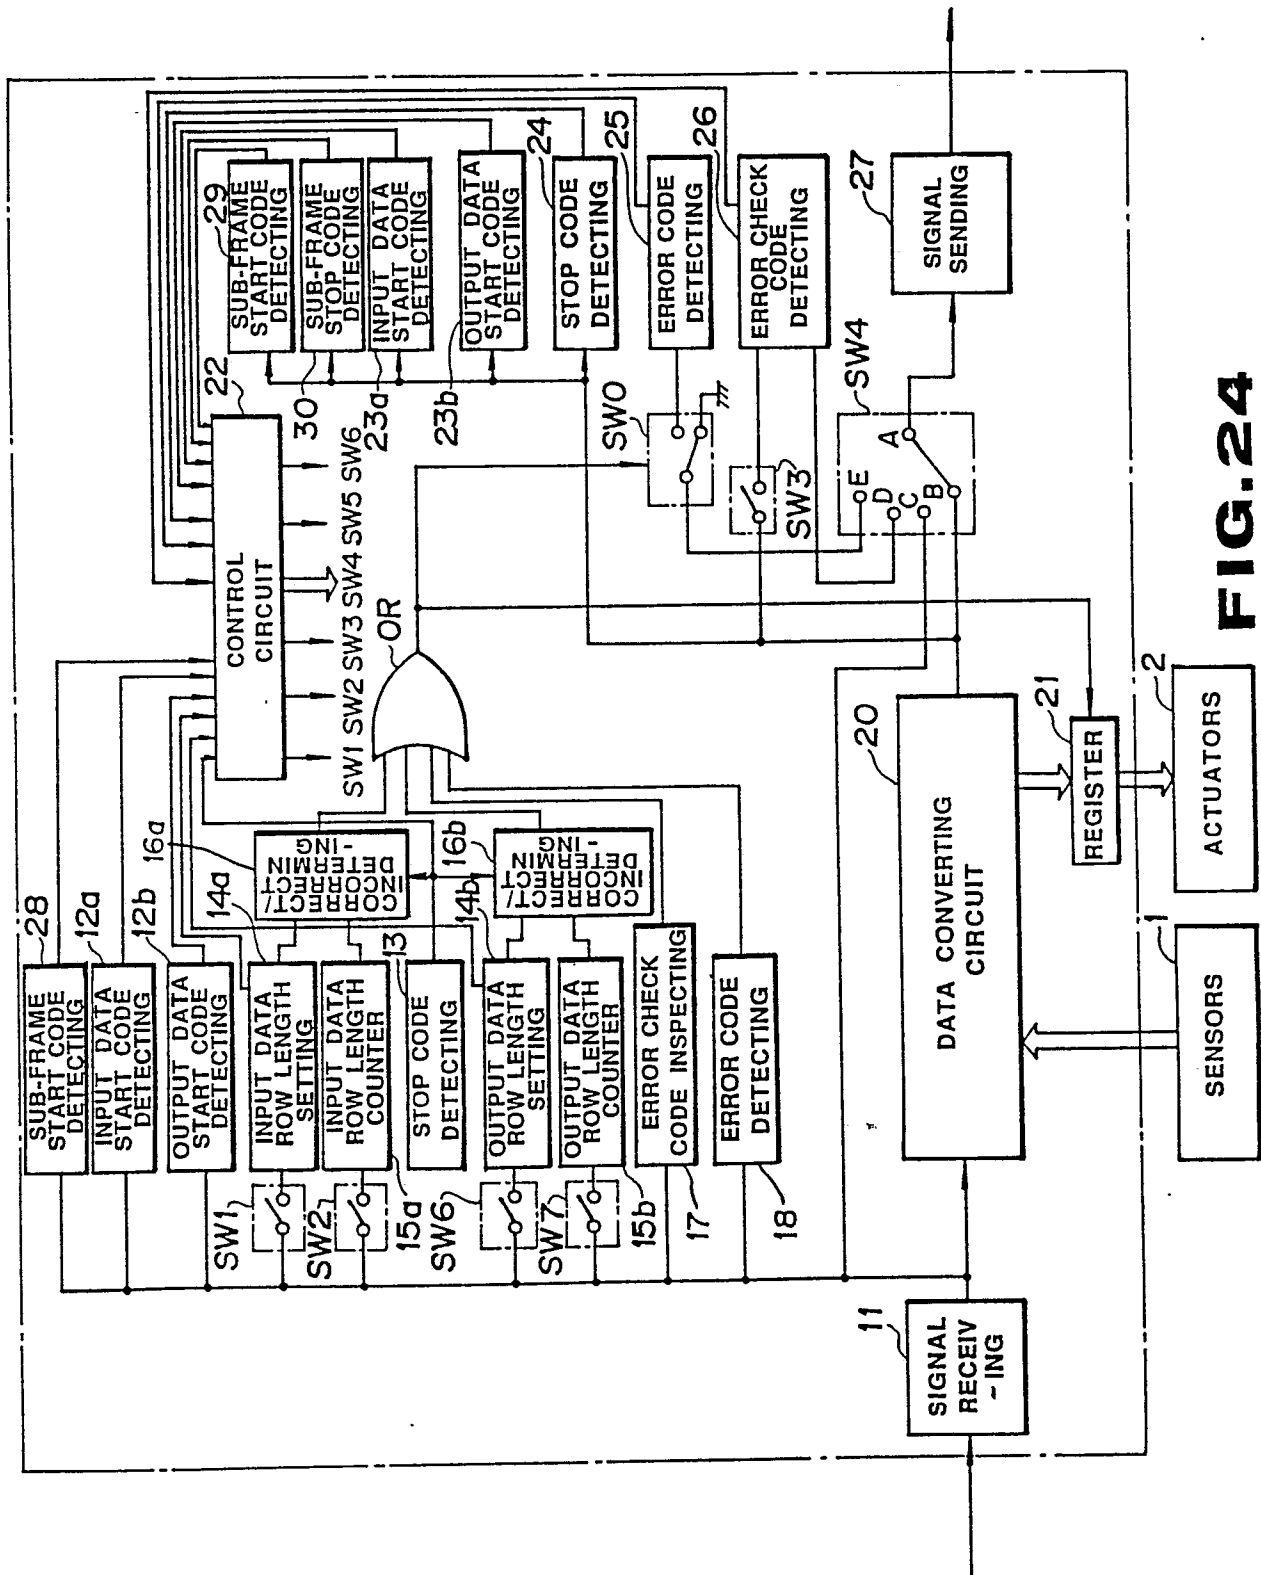 28
SUB-FRAME
START CODE
DETECTING
12a
INPUT DATA
START CODE
DETECTING
12b
OUTPUT DATA
START CODE
DETECTING
14a
INPUT DATA
ROW LENGTH
SETTING
SW1
INPUT DATA
ROW LENGTH
COUNTER
SW2
15a
13
STOP CODE
DETECTING
14b
OUTPUT DATA
ROW LENGTH
SETTING
SW6
OUTPUT DATA
ROW LENGTH
COUNTER
SW7
15b
ERROR CHECK
CODE INSPECTING
17
ERROR CODE
DETECTING
18
16a
CORRECT/
INCORRECT
DETERMIN
-ING
16b
CORRECT/
INCORRECT
DETERMIN
-ING
22
CONTROL
CIRCUIT
SW1 SW2 SW3 SW4 SW5 SW6
OR
29
SUB-FRAME
START CODE
DETECTING
30
SUB-FRAME
STOP CODE
DETECTING
23a
INPUT DATA
START CODE
DETECTING
23b
OUTPUT DATA
START CODE
DETECTING
24
STOP CODE
DETECTING
25
ERROR CODE
DETECTING
26
ERROR CHECK
CODE
DETECTING
SW0
SW3
SW4
A
E
D
C
B
27
SIGNAL
SENDING
11
SIGNAL
RECEIV
-ING
20
DATA CONVERTING
CIRCUIT
21
REGISTER
1
SENSORS
2
ACTUATORS
FIG.24